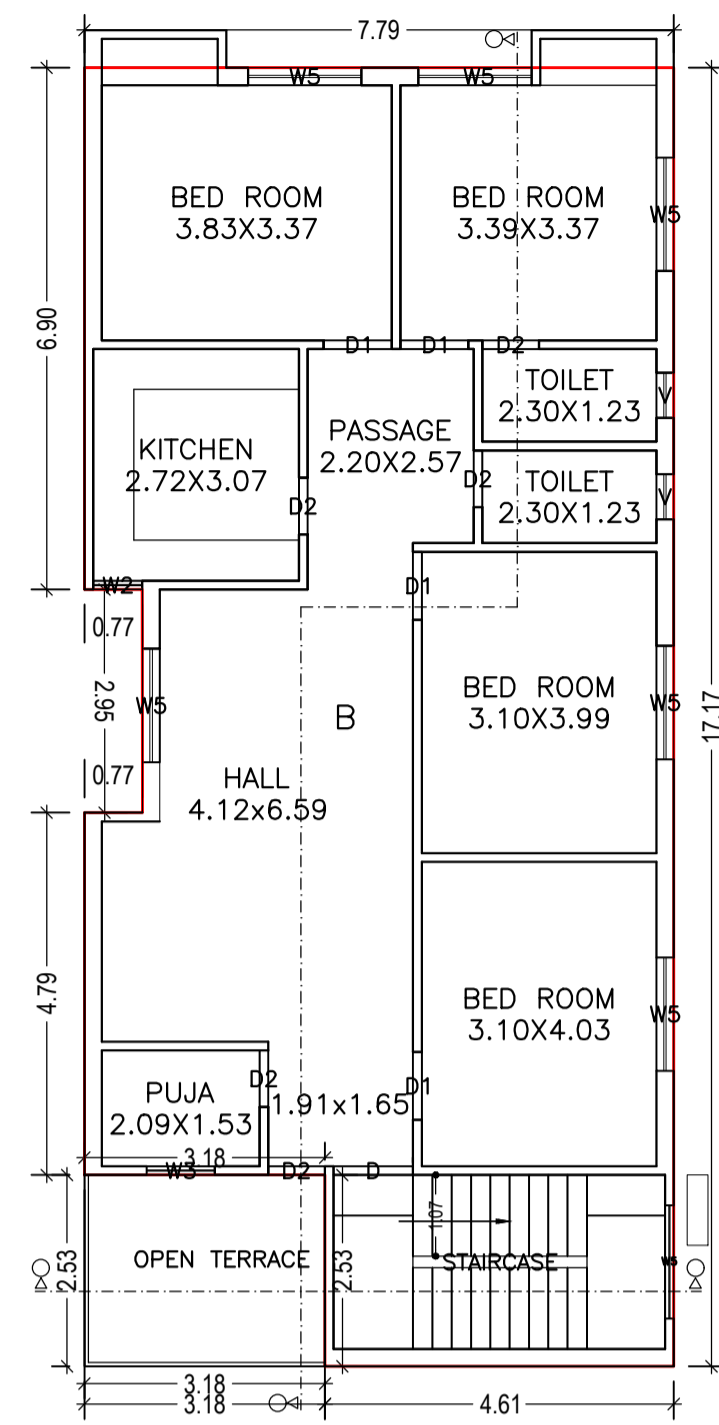 7.79
W5
W5
BED ROOM
3.83X3.37
BED ROOM
3.39X3.37
W5
6.90
D1
D1
D2
TOILET
2.30X1.23
V
PASSAGE
2.20X2.57
KITCHEN
2.72X3.07
D2
D2
TOILET
2.30X1.23
V
W2
D1
0.77
2.95
W5
0.77
B
BED ROOM
3.10X3.99
W5
17.17
HALL
4.12x6.59
4.79
BED ROOM
3.10X4.03
W5
PUJA
2.09X1.53
D2
1.91x1.65
D1
3.18
W3
D2
D
1.07
2.53
OPEN TERRACE
2.53
STAIRCASE
W5
3.18
3.18
4.61